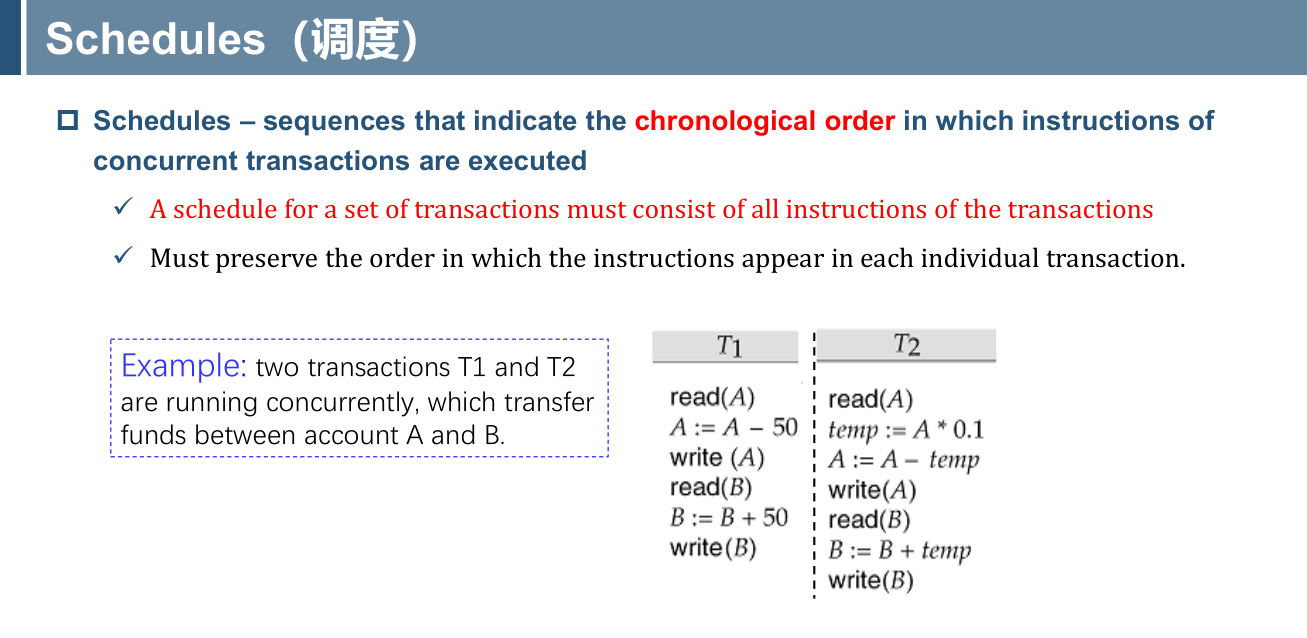 Schedules (调度)
Schedules – sequences that indicate the chronological order in which instructions of
concurrent transactions are executed
A schedule for a set of transactions must consist of all instructions of the transactions
Must preserve the order in which the instructions appear in each individual transaction.
Example: two transactions T1 and T2
are running concurrently, which transfer
funds between account A and B.
T1
read(A)
A := A – 50
write (A)
read(B)
B := B + 50
write(B)
T2
read(A)
temp := A * 0.1
A := A – temp
write(A)
read(B)
B := B + temp
write(B)